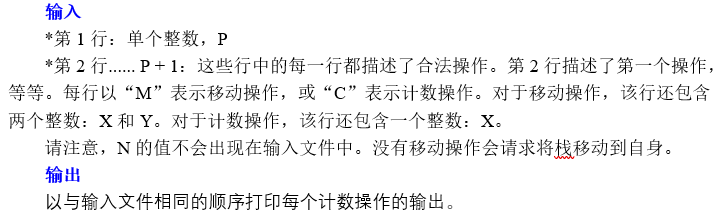 输入
*第 1 行：单个整数，P
*第 2 行...... P + 1：这些行中的每一行都描述了合法操作。第 2 行描述了第一个操作，
等等。每行以“M”表示移动操作，或“C”表示计数操作。对于移动操作，该行还包含
两个整数：X 和 Y。对于计数操作，该行还包含一个整数：X。
请注意，N 的值不会出现在输入文件中。没有移动操作会请求将栈移动到自身。
输出
以与输入文件相同的顺序打印每个计数操作的输出。